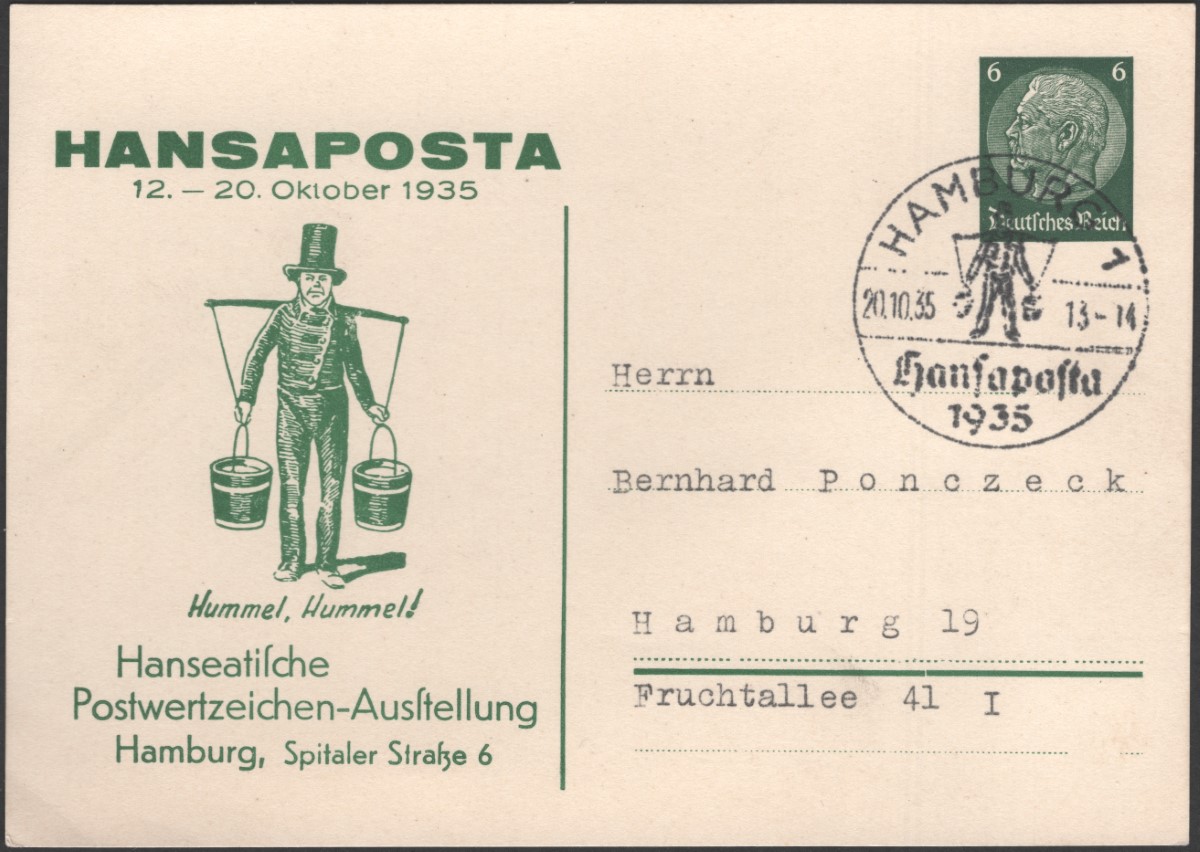 HANSAPOSTA
12. – 20. Oktober 1935
Hummel, Hummel!
Hanseatiſche
Postwertzeichen-Ausſtellung
Hamburg, Spitaler Straße 6
6 6
Deutſches Reich
HAMBURG 1
20.10.35 13-14
Hanſapoſta
1935
Herrn
Bernhard Ponczeck
Hamburg 19
Fruchtallee 41 I